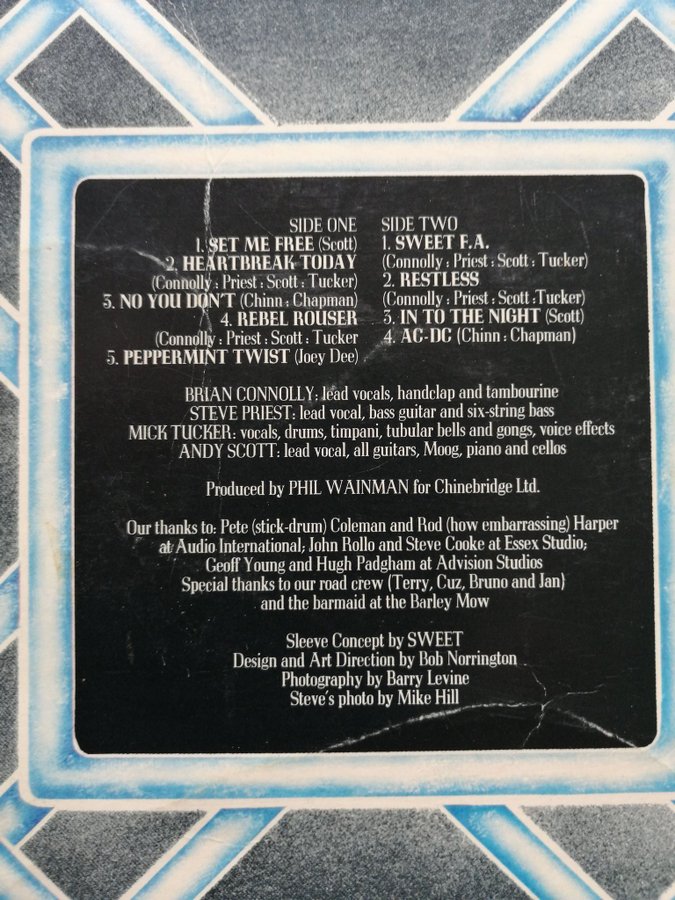 SIDE ONE
1. SET ME FREE (Scott)
2. HEARTBREAK TODAY
(Connolly : Priest : Scott : Tucker)
3. NO YOU DON'T (Chinn : Chapman)
4. REBEL ROUSER
(Connolly : Priest : Scott : Tucker
5. PEPPERMINT TWIST (Joey Dee)
SIDE TWO
1. SWEET F.A.
(Connolly : Priest : Scott : Tucker)
2. RESTLESS
(Connolly : Priest : Scott :Tucker)
3. IN TO THE NIGHT (Scott)
4. AC-DC (Chinn : Chapman)
BRIAN CONNOLLY: lead vocals, handclap and tambourine
STEVE PRIEST: lead vocal, bass guitar and six-string bass
MICK TUCKER: vocals, drums, timpani, tubular bells and gongs, voice effects
ANDY SCOTT: lead vocal, all guitars, Moog, piano and cellos
Produced by PHIL WAINMAN for Chinebridge Ltd.
Our thanks to: Pete (stick-drum) Coleman and Rod (how embarrassing) Harper
at Audio International; John Rollo and Steve Cooke at Essex Studio;
Geoff Young and Hugh Padgham at Advision Studios
Special thanks to our road crew (Terry, Cuz, Bruno and Jan)
and the barmaid at the Barley Mow
Sleeve Concept by SWEET
Design and Art Direction by Bob Norrington
Photography by Barry Levine
Steve's photo by Mike Hill